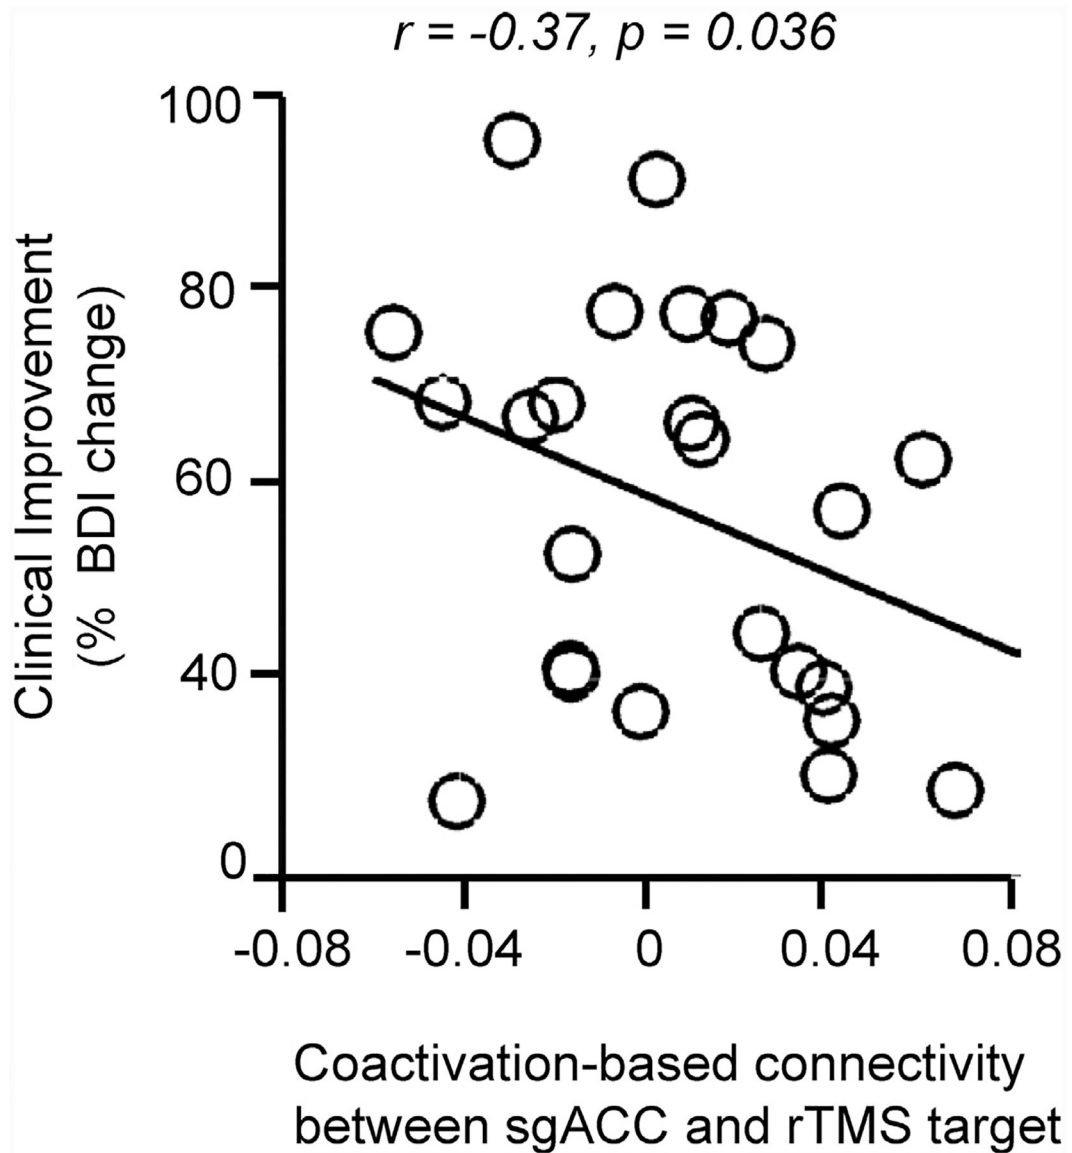 r = -0.37, p = 0.036
100
80
60
40
0
Clinical Improvement
(% BDI change)
-0.08 -0.04 0 0.04 0.08
Coactivation-based connectivity
between sgACC and rTMS target